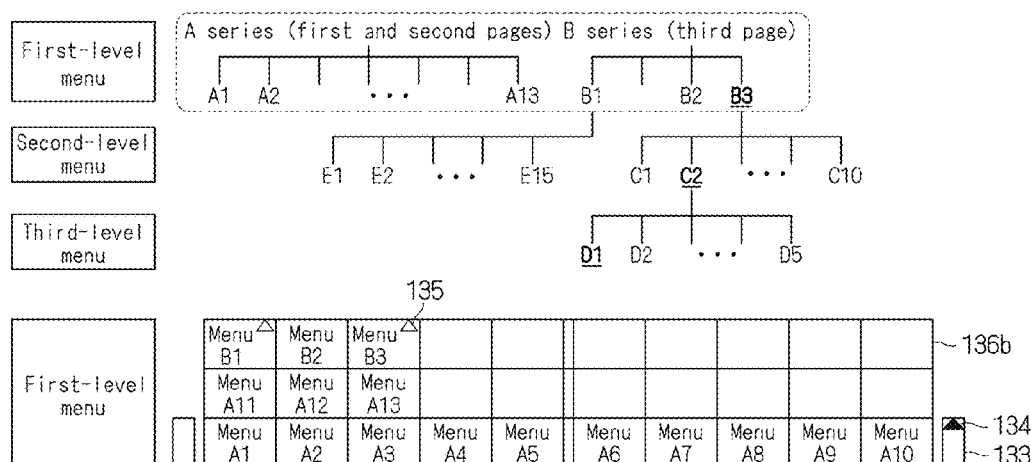 First-level
menu
A series (first and second pages) B series (third page)
A1 A2 ... A13 B1 B2 B3
Second-level
menu
E1 E2 ... E15 C1 C2 ... C10
Third-level
menu
D1 D2 ... D5
135
First-level
menu
Menu B1 Menu B2 Menu B3
136b
Menu A11 Menu A12 Menu A13
134
Menu A1 Menu A2 Menu A3 Menu A4 Menu A5 Menu A6 Menu A7 Menu A8 Menu A9 Menu A10
133